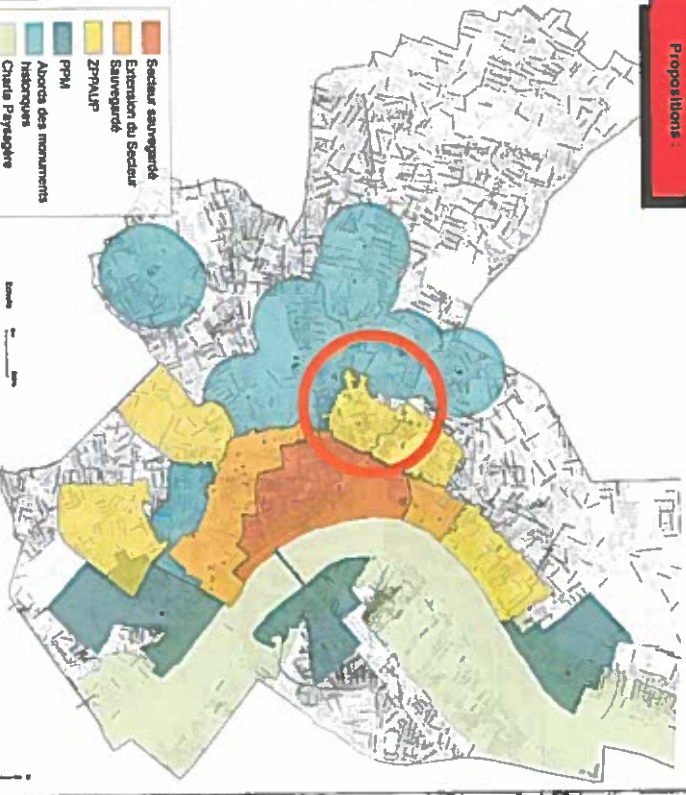 Propositions :
Secteur sauvegardé
Extension du Secteur
Sauvegardé
ZPPAUP
PPM
Abords des monuments
historiques
Charte Paysagère